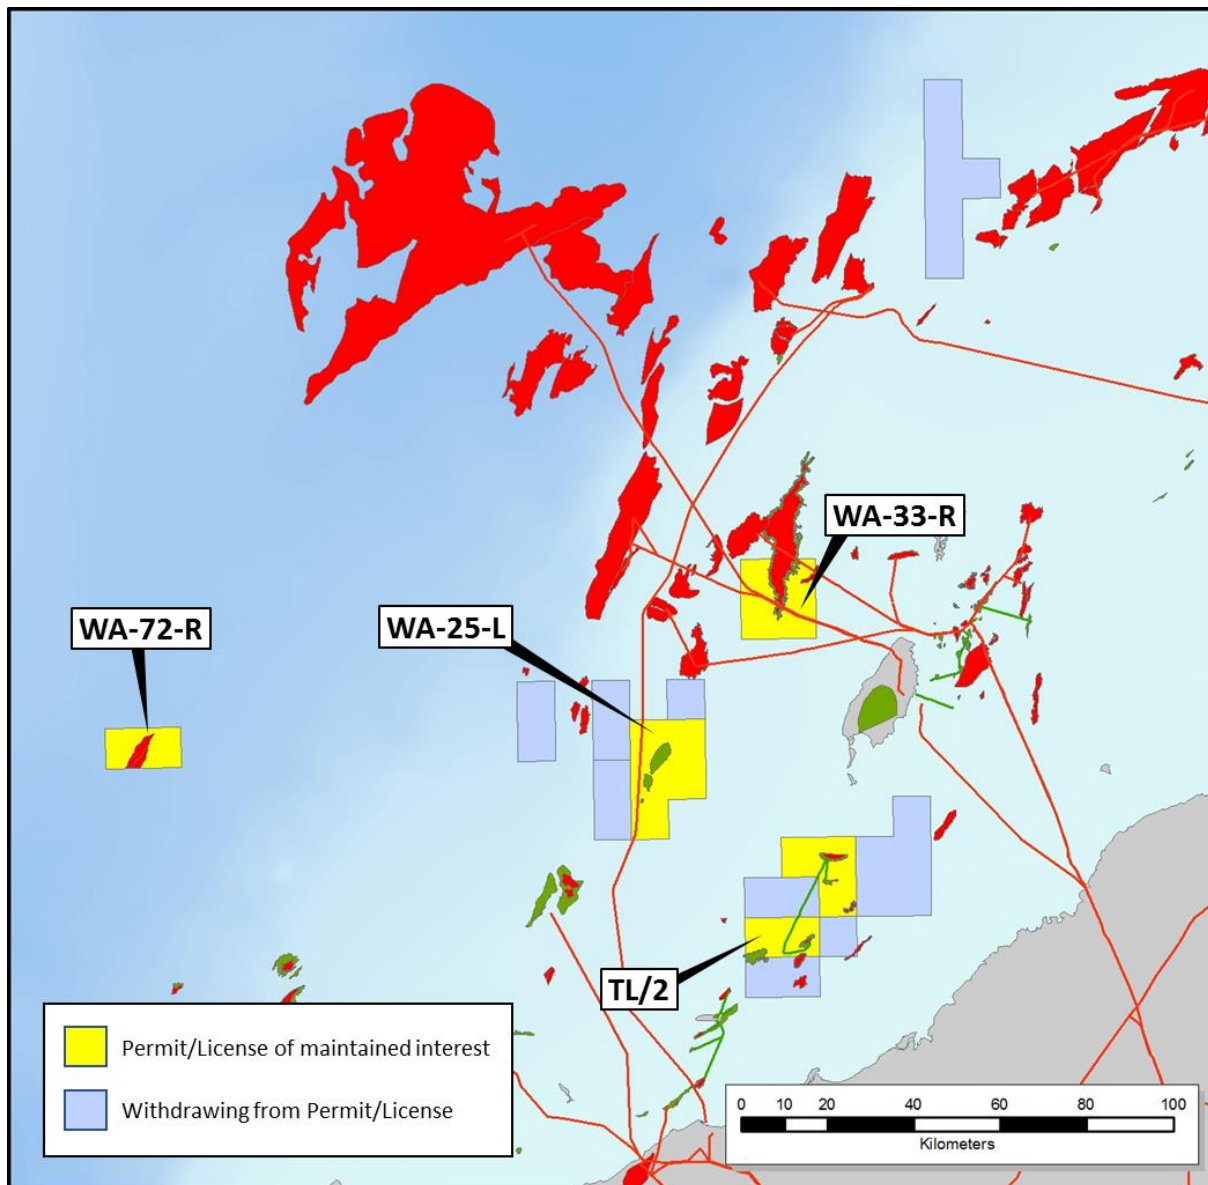 WA-33-R
WA-72-R
WA-25-L
TL/2
Permit/License of maintained interest
Withdrawing from Permit/License
0 10 20 40 60 80 100
Kilometers